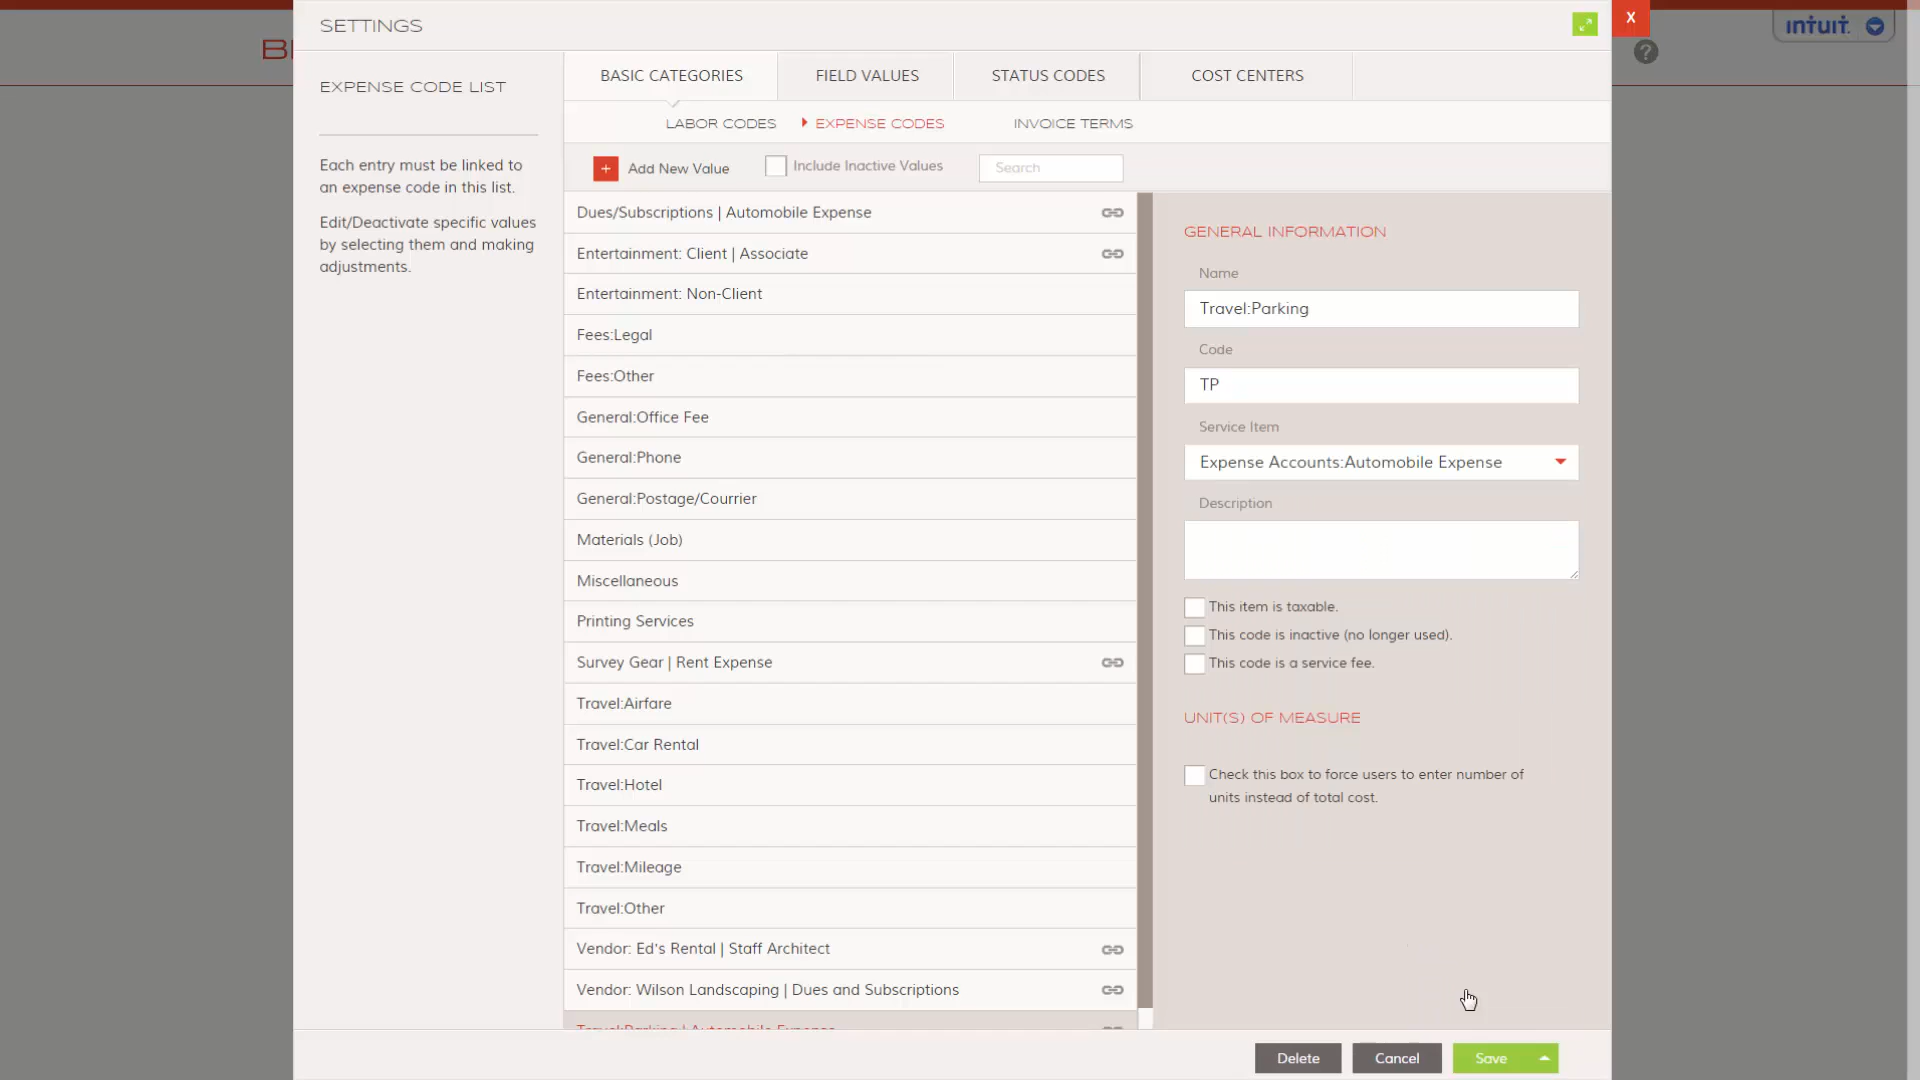 SETTINGS
X
intuit.
?
EXPENSE CODE LIST
Each entry must be linked to
an expense code in this list.
Edit/Deactivate specific values
by selecting them and making
adjustments.
BASIC CATEGORIES
FIELD VALUES
STATUS CODES
COST CENTERS
LABOR CODES
EXPENSE CODES
INVOICE TERMS
+ Add New Value
Include Inactive Values
Search
Dues/Subscriptions | Automobile Expense
Entertainment: Client | Associate
Entertainment: Non-Client
Fees:Legal
Fees:Other
General:Office Fee
General:Phone
General:Postage/Courrier
Materials (Job)
Miscellaneous
Printing Services
Survey Gear | Rent Expense
Travel:Airfare
Travel:Car Rental
Travel:Hotel
Travel:Meals
Travel:Mileage
Travel:Other
Vendor: Ed's Rental | Staff Architect
Vendor: Wilson Landscaping | Dues and Subscriptions
Travel:Parking | Automobile Expense
GENERAL INFORMATION
Name
Travel:Parking
Code
TP
Service Item
Expense Accounts:Automobile Expense
Description
This item is taxable.
This code is inactive (no longer used).
This code is a service fee.
UNIT(S) OF MEASURE
Check this box to force users to enter number of
units instead of total cost.
Delete
Cancel
Save